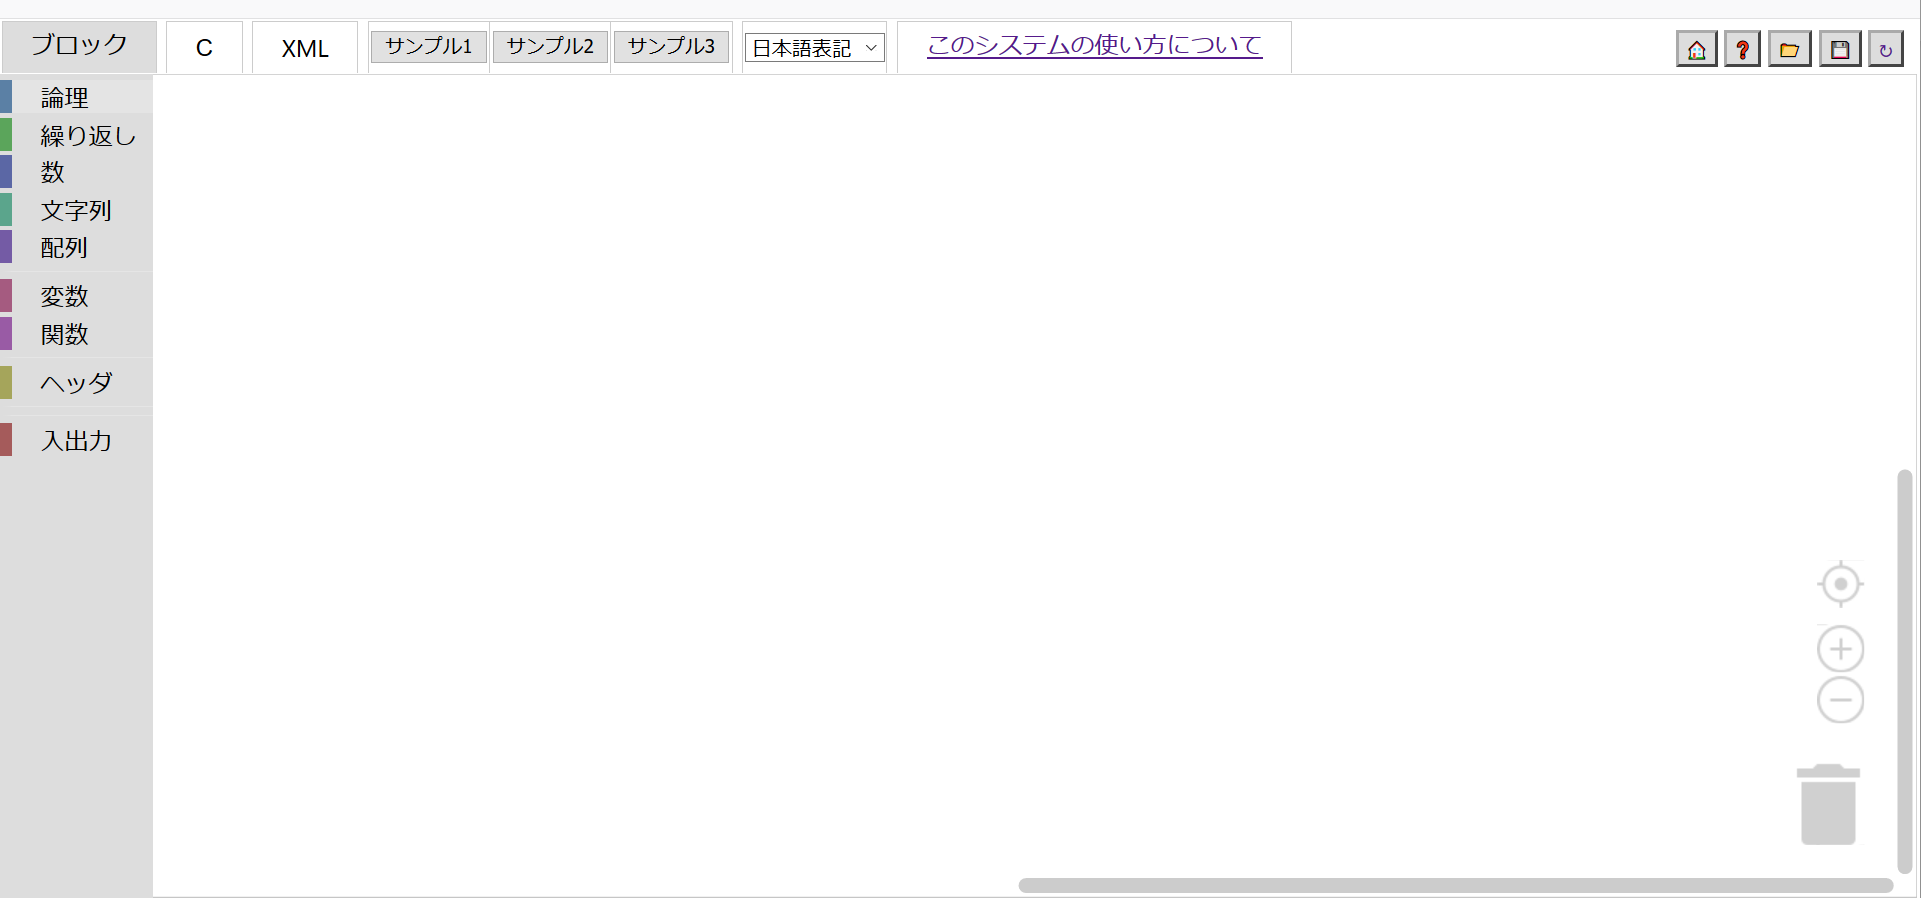 ブロック
C
XML
サンプル1
サンプル2
サンプル3
日本語表記
このシステムの使い方について
論理
繰り返し
数
文字列
配列
変数
関数
ヘッダ
入出力